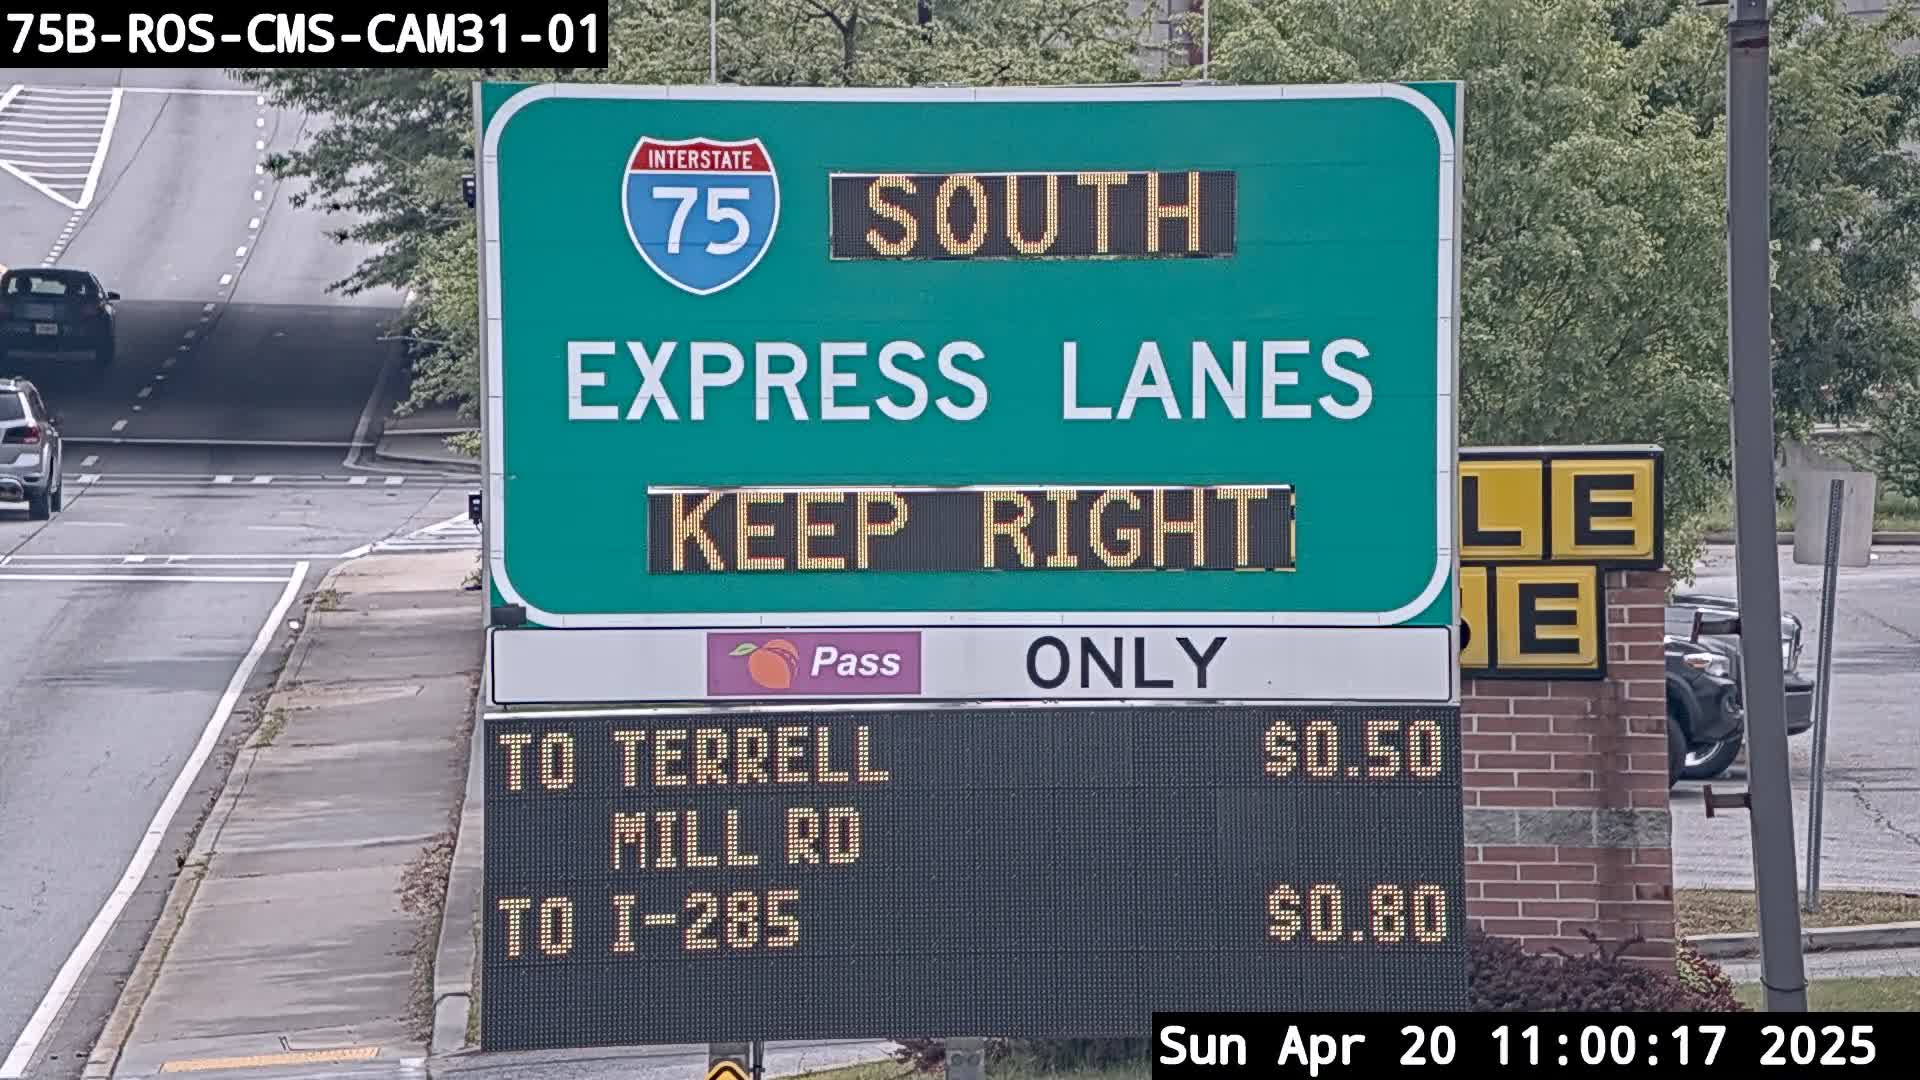 75B-ROS-CMS-CAM31-01
INTERSTATE
75
SOUTH
EXPRESS LANES
KEEP RIGHT
Pass ONLY
TO TERRELL $0.50
MILL RD
TO I-285 $0.80
LE
E
Sun Apr 20 11:00:17 2025